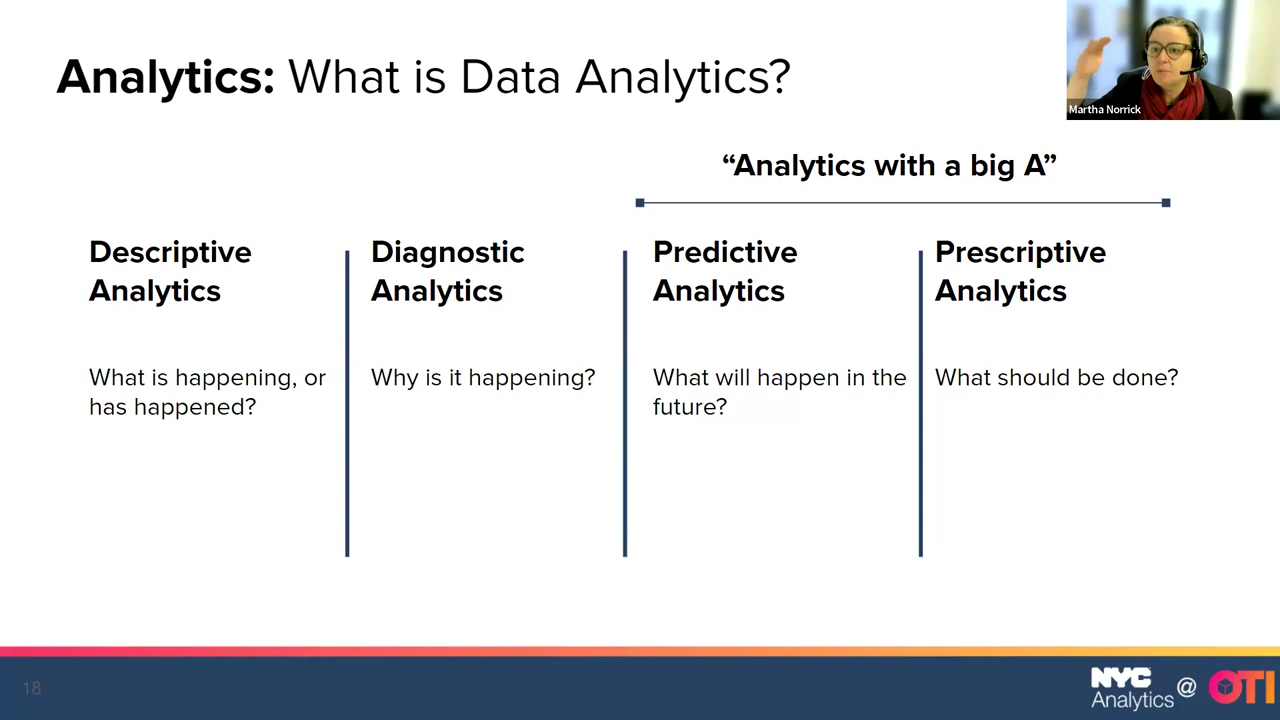 Analytics: What is Data Analytics?
Martha Norrick
“Analytics with a big A”
Descriptive
Analytics
What is happening, or
has happened?
Diagnostic
Analytics
Why is it happening?
Predictive
Analytics
What will happen in the
future?
Prescriptive
Analytics
What should be done?
18
NYC
Analytics @ OTI